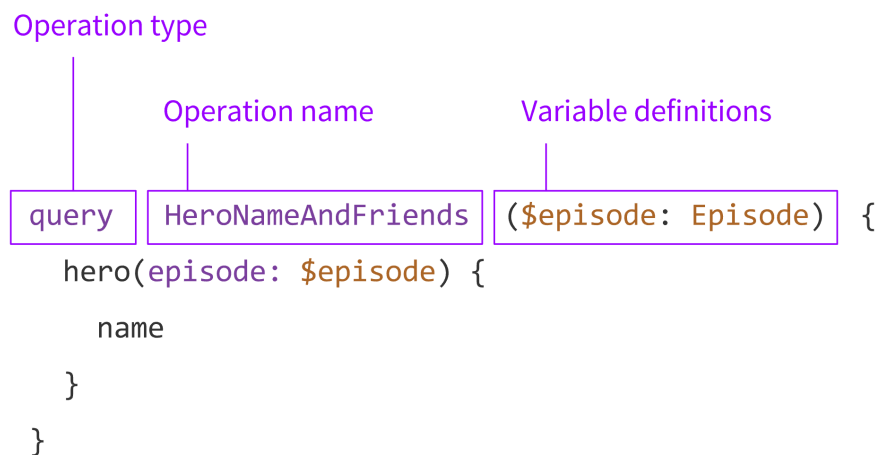 Operation type
Operation name Variable definitions
query HeroNameAndFriends ($episode: Episode) {
hero(episode: $episode) {
name
}
}